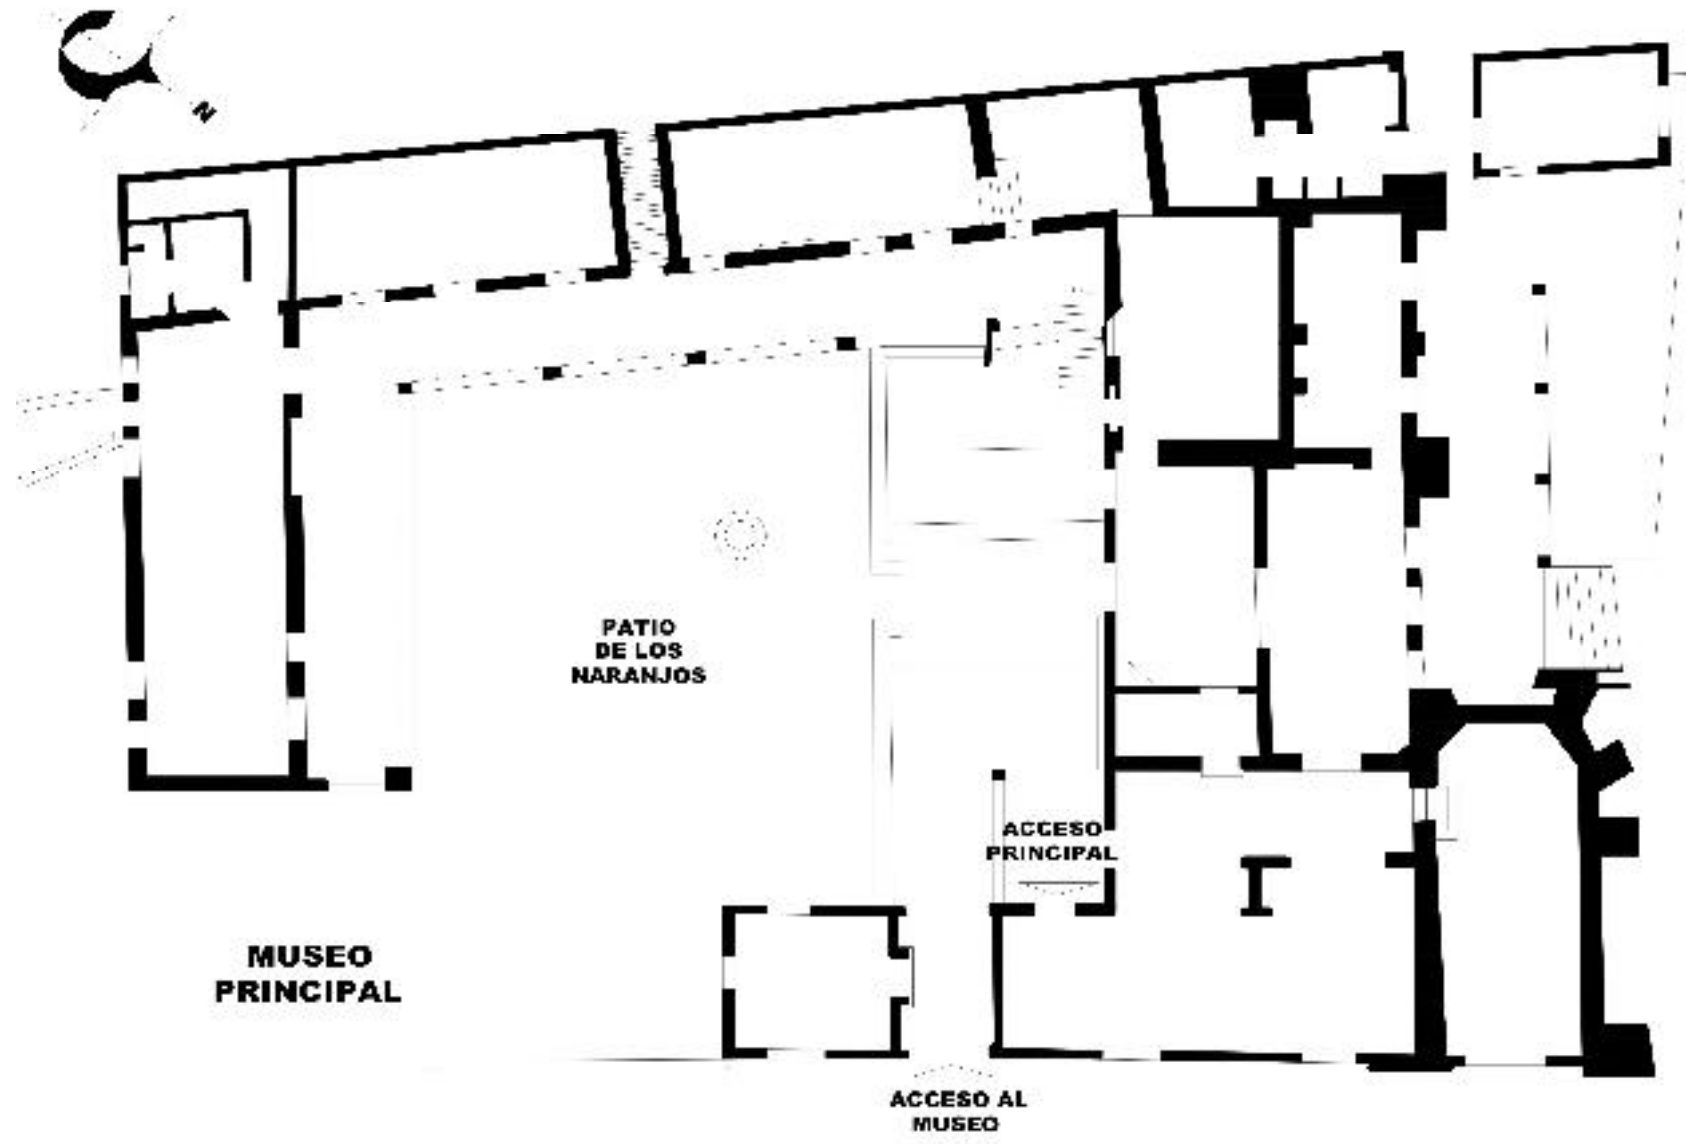 N
PATIO
DE LOS
NARANJOS
ACCESO
PRINCIPAL
MUSEO
PRINCIPAL
ACCESO AL
MUSEO